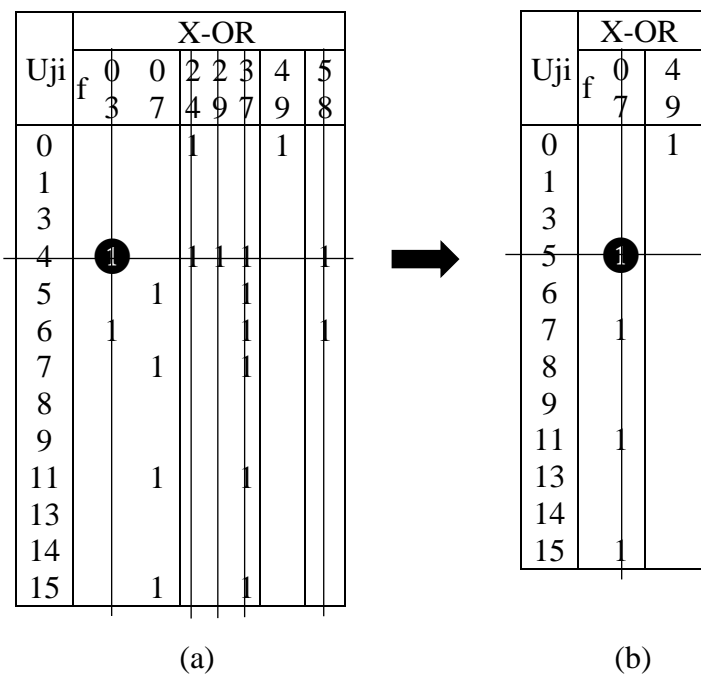 X-OR
Uji f 0 0 2 2 3 4 5
3 7 4 9 7 9 8
0 1 1
1
3
4 1 1 1 1 1
5 1 1
6 1 1 1
7 1 1
8
9
11 1 1
13
14
15 1 1
(a)
X-OR
Uji f 0 4
7 9
0 1
1
3
5 1
6
7 1
8
9
11 1
13
14
15 1
(b)